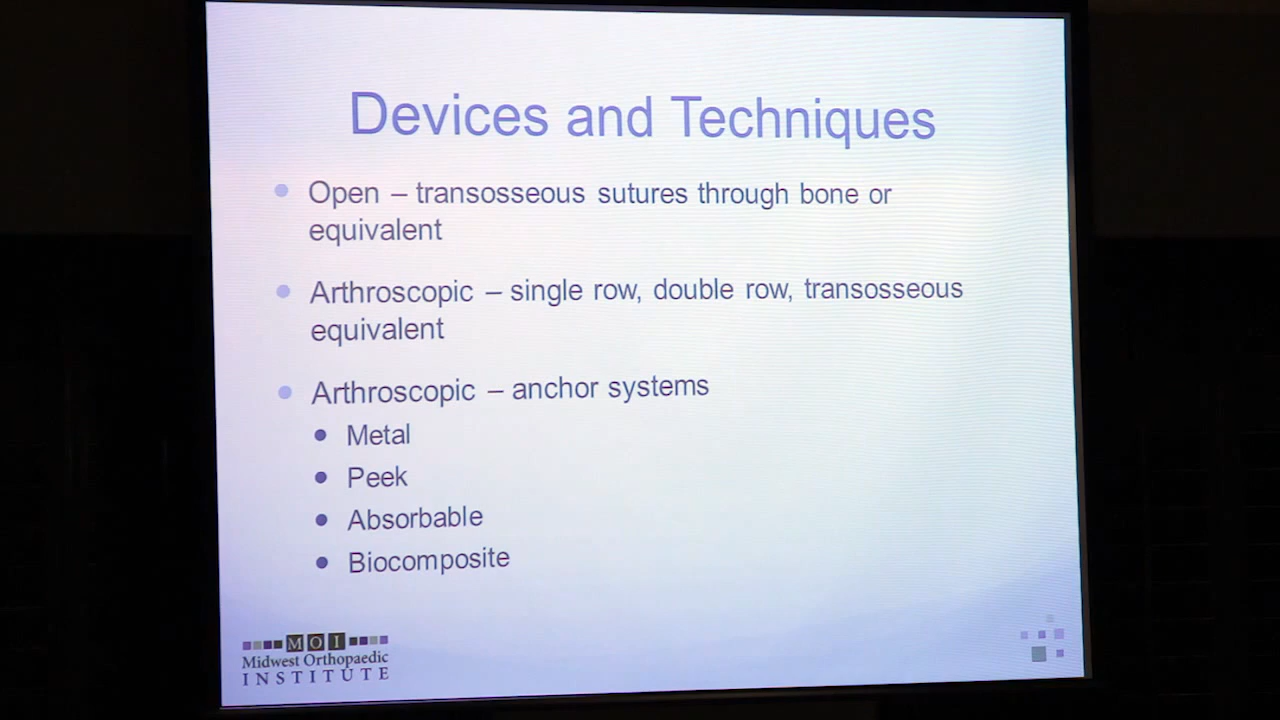 Devices and Techniques
Open – transosseous sutures through bone or
equivalent
Arthroscopic – single row, double row, transosseous
equivalent
Arthroscopic – anchor systems
Metal
Peek
Absorbable
Biocomposite
MOI
Midwest Orthopaedic
INSTITUTE